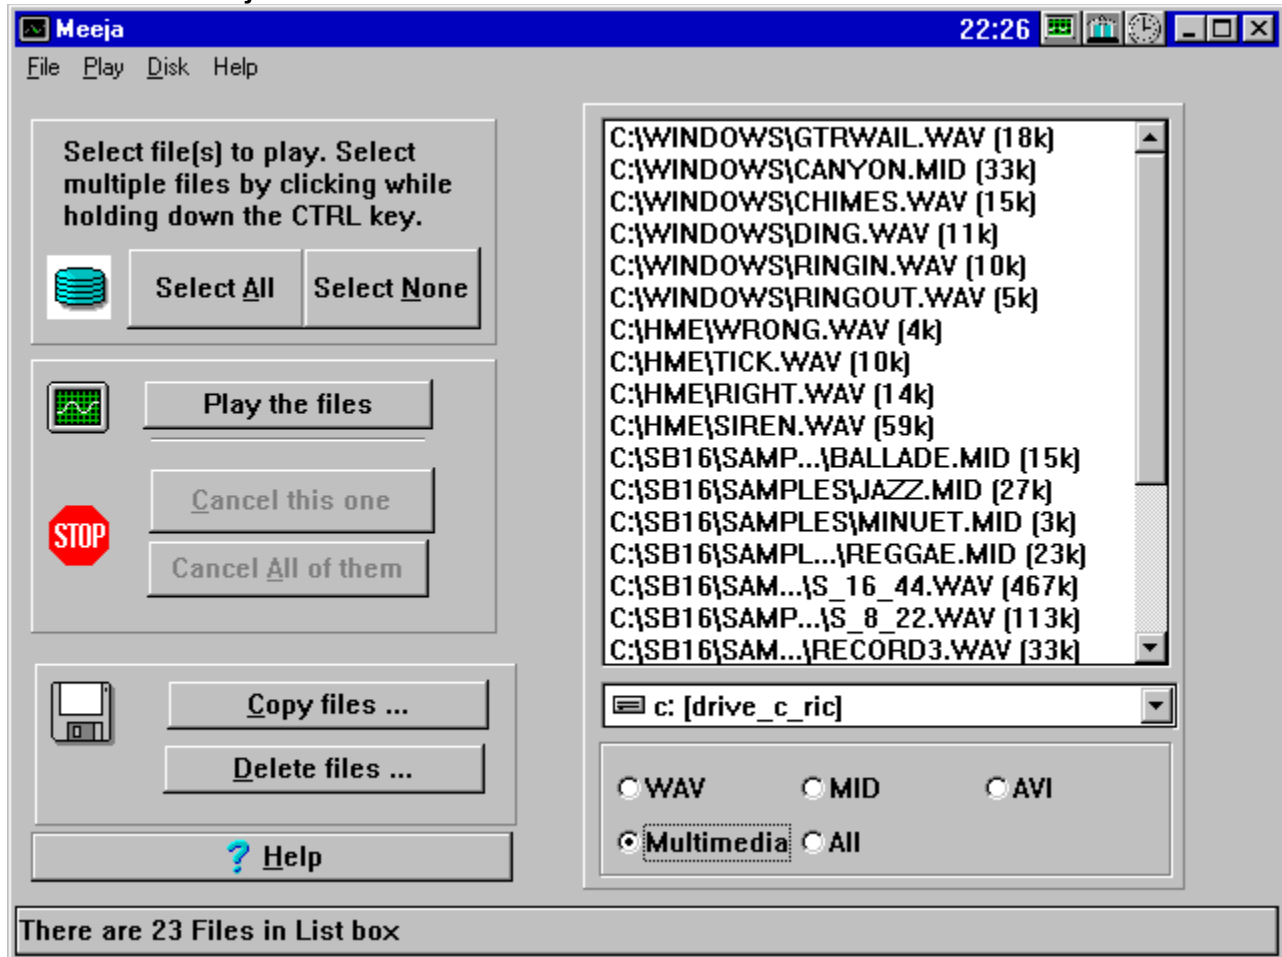 Meeja
22:26
File Play Disk Help
Select file(s) to play. Select
multiple files by clicking while
holding down the CTRL key.
Select All Select None
Play the files
Cancel this one
STOP
Cancel All of them
Copy files ...
Delete files ...
? Help
C:\WINDOWS\GTRWAIL.WAV (18k)
C:\WINDOWS\CANYON.MID (33k)
C:\WINDOWS\CHIMES.WAV (15k)
C:\WINDOWS\DING.WAV (11k)
C:\WINDOWS\RINGIN.WAV (10k)
C:\WINDOWS\RINGOUT.WAV (5k)
C:\HME\WRONG.WAV (4k)
C:\HME\TICK.WAV (10k)
C:\HME\RIGHT.WAV (14k)
C:\HME\SIREN.WAV (59k)
C:\SB16\SAMP...\BALLADE.MID (15k)
C:\SB16\SAMPLES\JAZZ.MID (27k)
C:\SB16\SAMPLES\MINUET.MID (3k)
C:\SB16\SAMPL...\REGGAE.MID (23k)
C:\SB16\SAM...\S_16_44.WAV (467k)
C:\SB16\SAMP...\S_8_22.WAV (113k)
C:\SB16\SAM...\RECORD3.WAV (33k)
c: [drive_c_ric]
WAV MID AVI
Multimedia All
There are 23 Files in List box